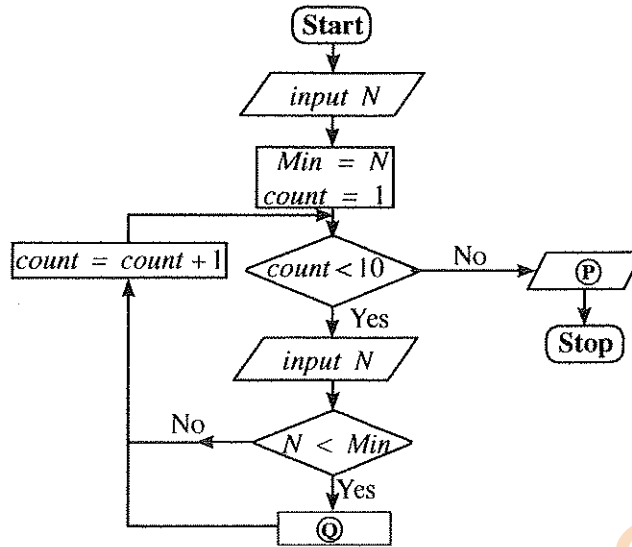 Start
input N
Min = N
count = 1
count = count + 1
count < 10
No
P
Yes
Stop
input N
No
N < Min
Yes
Q